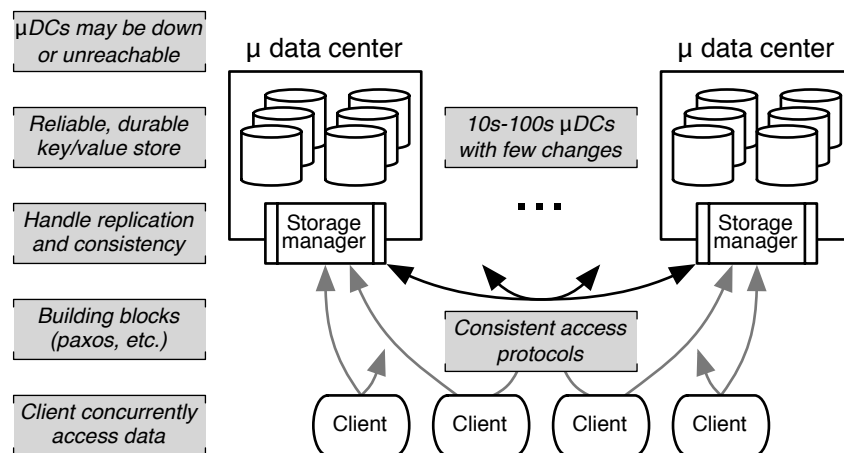 μDCs may be down
or unreachable
Reliable, durable
key/value store
Handle replication
and consistency
Building blocks
(paxos, etc.)
Client concurrently
access data
μ data center
μ data center
10s-100s μDCs
with few changes
...
Storage
manager
Storage
manager
Consistent access
protocols
Client
Client
Client
Client